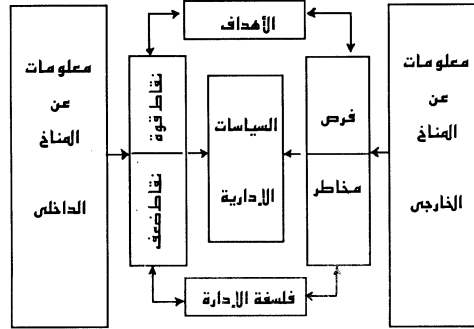 الأهداف
معلومات
عن
المناخ
الخارجى
فرص
مخاطر
السياسات
الإدارية
نقاط قوة
نقاط ضعف
معلومات
عن
المناخ
الداخلى
فلسفة الإدارة